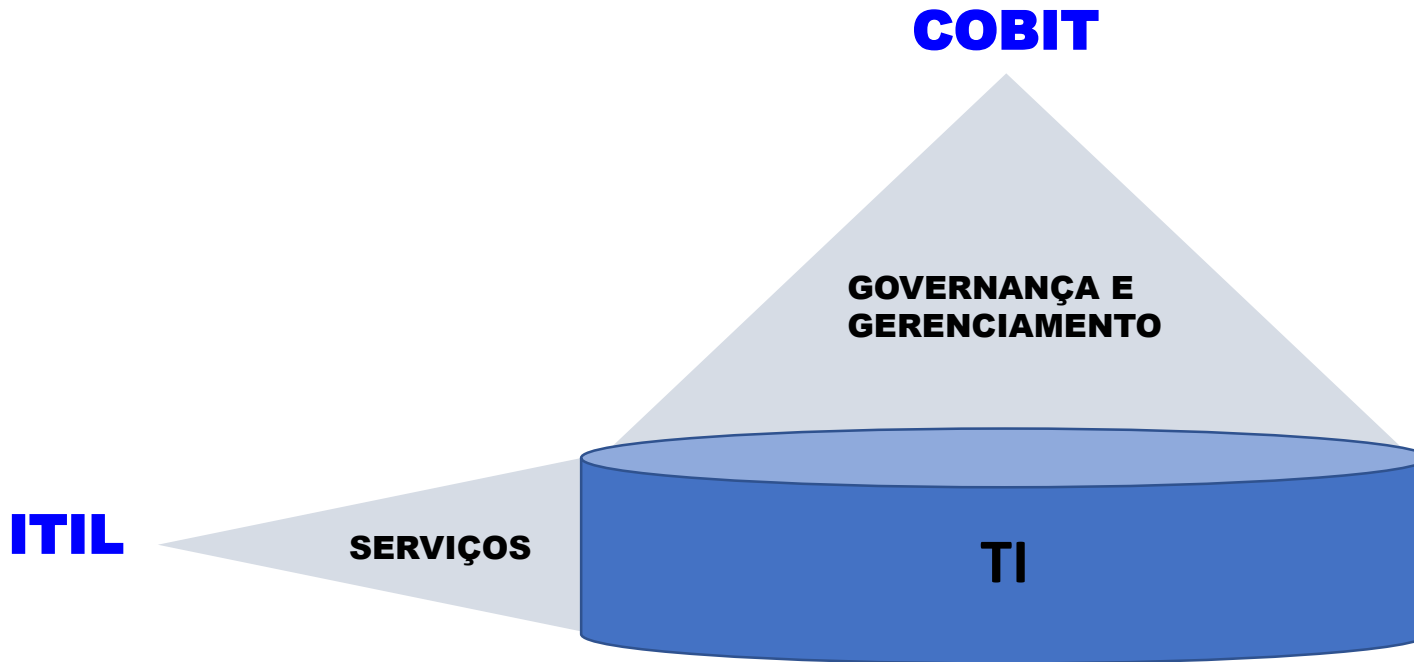 COBIT
GOVERNANÇA E
GERENCIAMENTO
ITIL
SERVIÇOS
TI